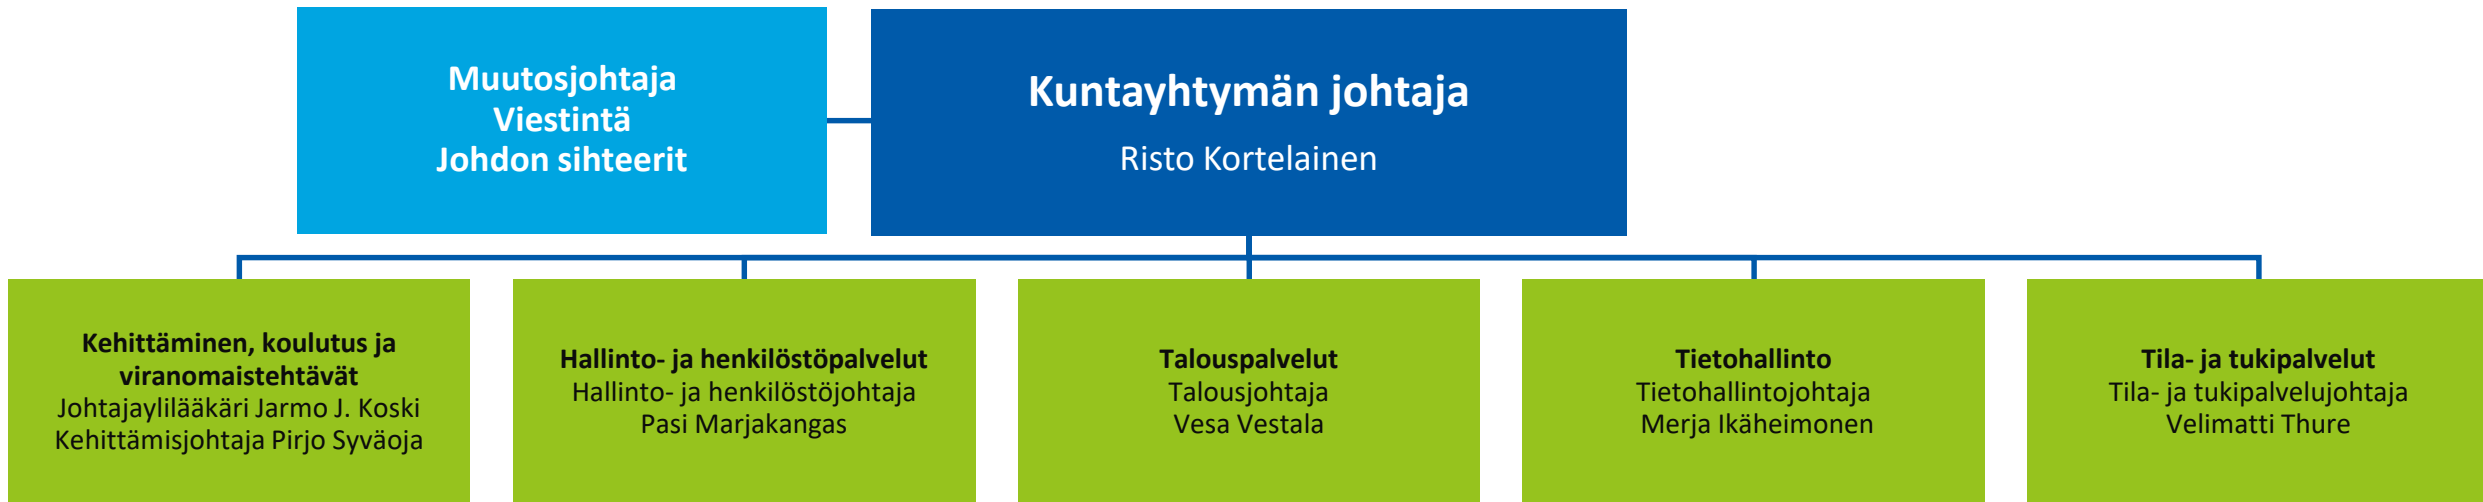 Muutosjohtaja
Viestintä
Johdon sihteerit
Kuntayhtymän johtaja
Risto Kortelainen
Kehittäminen, koulutus ja
viranomaistehtävät
Johtajaylilääkäri Jarmo J. Koski
Kehittämisjohtaja Pirjo Syväoja
Hallinto- ja henkilöstöpalvelut
Hallinto- ja henkilöstöjohtaja
Pasi Marjakangas
Talouspalvelut
Talousjohtaja
Vesa Vestala
Tietohallinto
Tietohallintojohtaja
Merja Ikäheimonen
Tila- ja tukipalvelut
Tila- ja tukipalvelujohtaja
Velimatti Thure